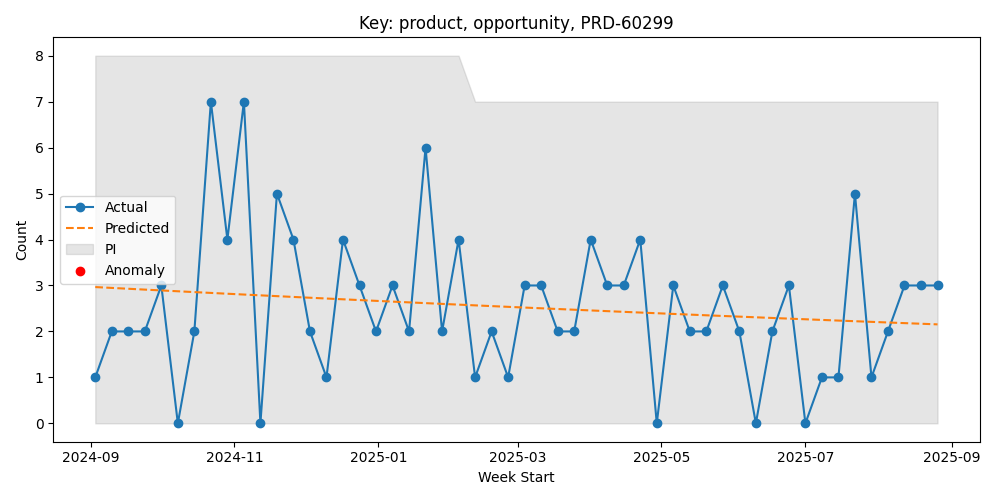 Key: product, opportunity, PRD-60299
8
7
6
5
4
3
2
1
0
Count
Actual
Predicted
PI
Anomaly
2024-09
2024-11
2025-01
2025-03
2025-05
2025-07
2025-09
Week Start